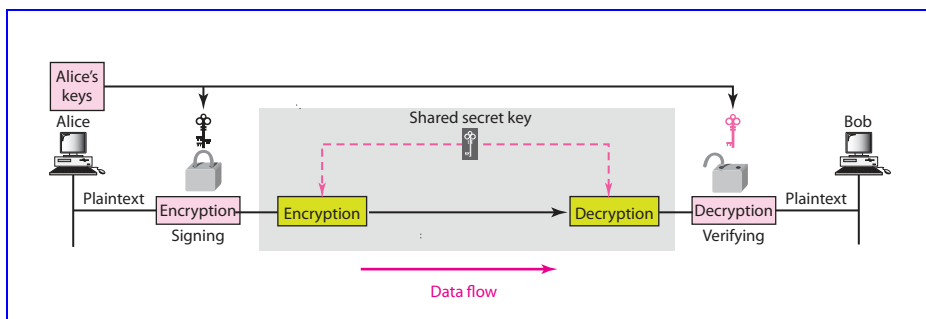 Alice's
keys
Alice
Shared secret key
Bob
Plaintext
Encryption
Signing
Encryption
Decryption
Decryption
Verifying
Plaintext
Data flow